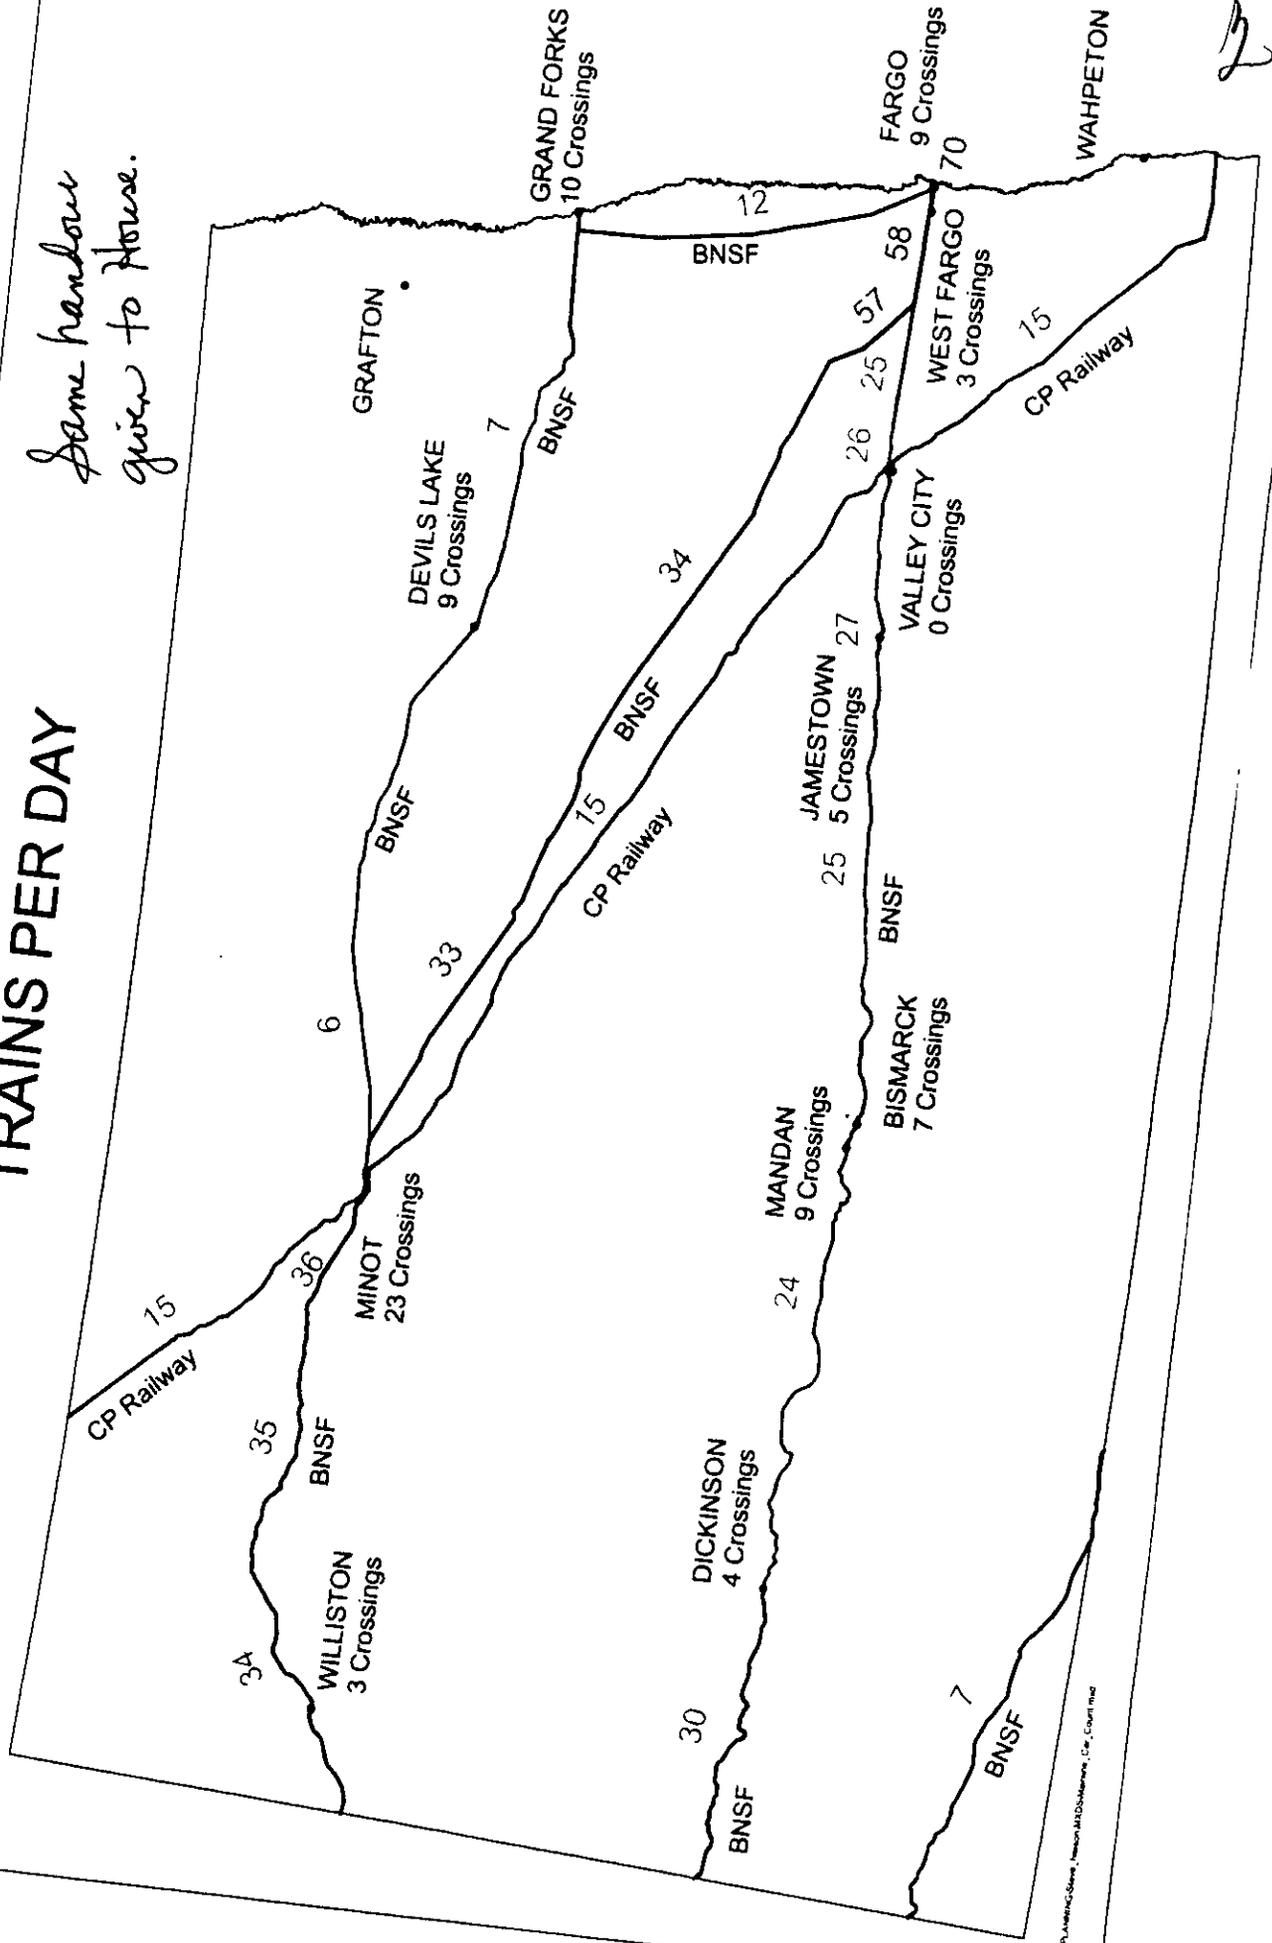 TRAINS PER DAY
Same handout
given to House.
CP Railway
15
36
MINOT
23 Crossings
35
BNSF
34
WILLISTON
3 Crossings
6
BNSF
33
DEVILS LAKE
9 Crossings
7
BNSF
GRAFTON
GRAND FORKS
10 Crossings
12
BNSF
BNSF
34
15
CP Railway
57
58
FARGO
9 Crossings
70
WEST FARGO
3 Crossings
25
26
VALLEY CITY
0 Crossings
27
JAMESTOWN
5 Crossings
25
BNSF
BISMARCK
7 Crossings
MANDAN
9 Crossings
24
DICKINSON
4 Crossings
30
BNSF
7
BNSF
15
CP Railway
WAHPETON